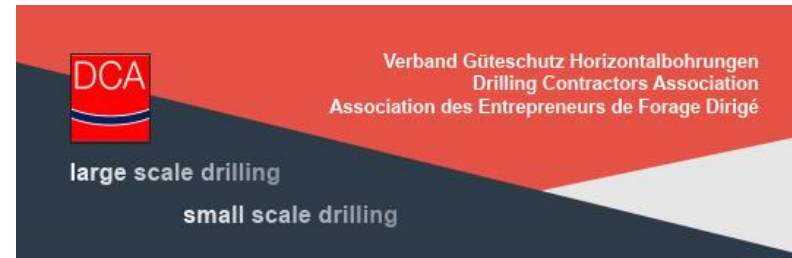 DCA
Verband Güteschutz Horizontalbohrungen
Drilling Contractors Association
Association des Entrepreneurs de Forage Dirigé
large scale drilling
small scale drilling